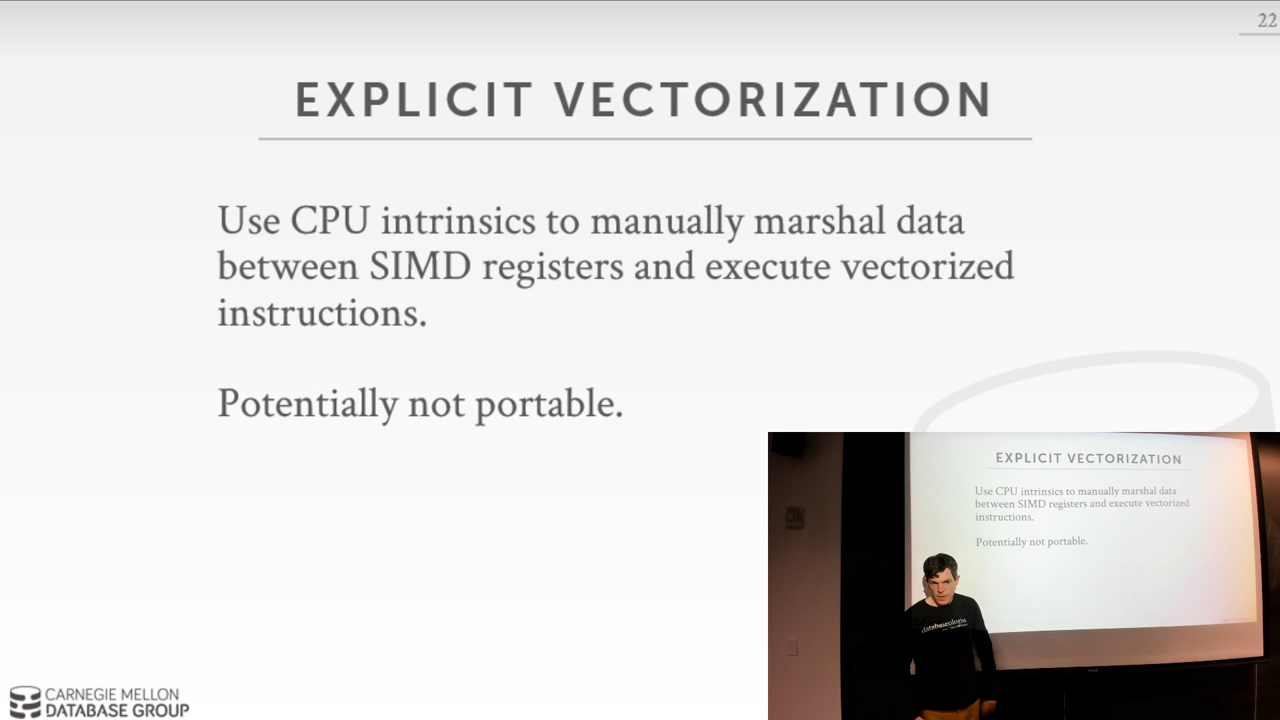 22
EXPLICIT VECTORIZATION
Use CPU intrinsics to manually marshal data
between SIMD registers and execute vectorized
instructions.
Potentially not portable.
EXPLICIT VECTORIZATION
Use CPU intrinsics to manually marshal data
between SIMD registers and execute vectorized
instructions.
Potentially not portable.
databaseologist
CARNEGIE MELLON
DATABASE GROUP